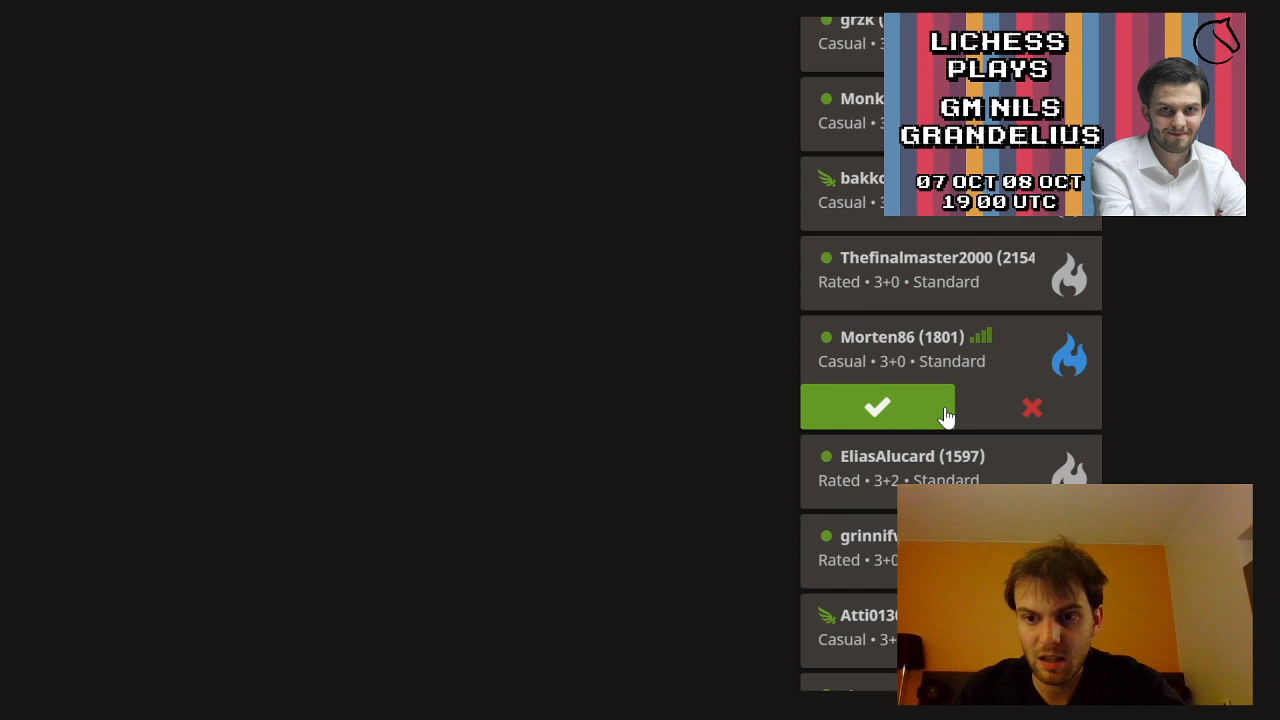 grzk (
Casual • 3
Monk
Casual • 3
bakko
Casual • 3
Thefinalmaster2000 (2154
Rated • 3+0 • Standard
Morten86 (1801)
Casual • 3+0 • Standard
EliasAlucard (1597)
Rated • 3+2 • Standard
grinnifv
Rated • 3+0
Atti013
Casual • 3+
LICHESS
PLAYS
GM NILS
GRANDELIUS
07 OCT 08 OCT
19 00 UTC